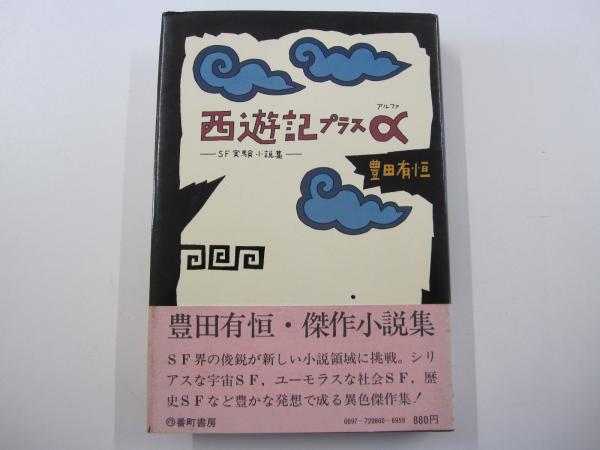 アルファ
西遊記プラスα
―SF実験小説集―
豊田有恒
豊田有恒・傑作小説集
SF界の俊鋭が新しい小説領域に挑戦。シリ
アスな宇宙SF，ユーモラスな社会SF，歴
史SFなど豊かな発想で成る異色傑作集！
番町書房
0097-720860-6959 880円